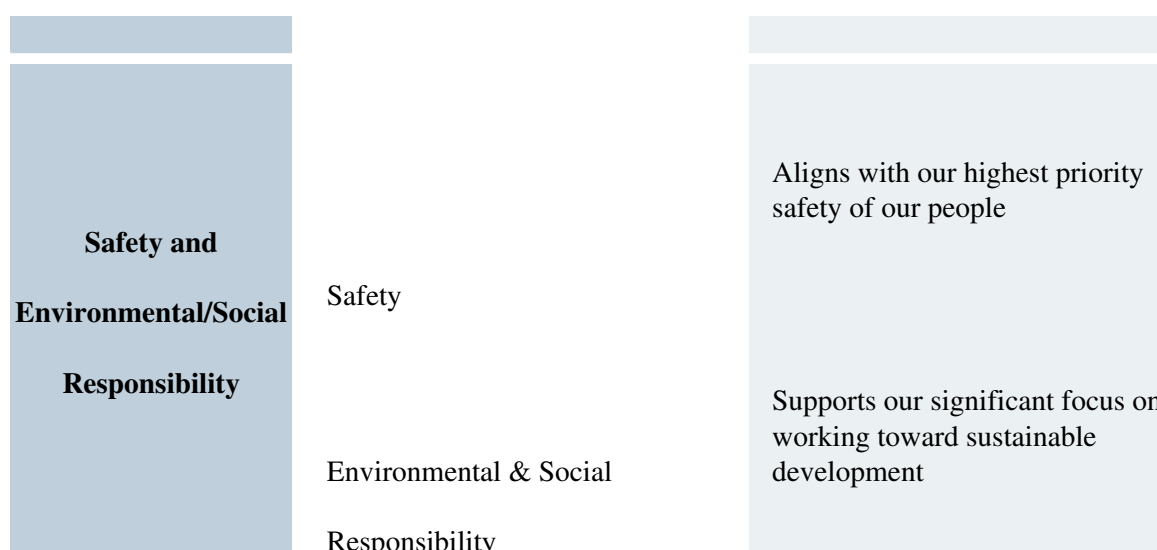 Safety and
Environmental/Social
Responsibility
Safety
Environmental & Social
Responsibility
Aligns with our highest priority
safety of our people
Supports our significant focus on
working toward sustainable
development